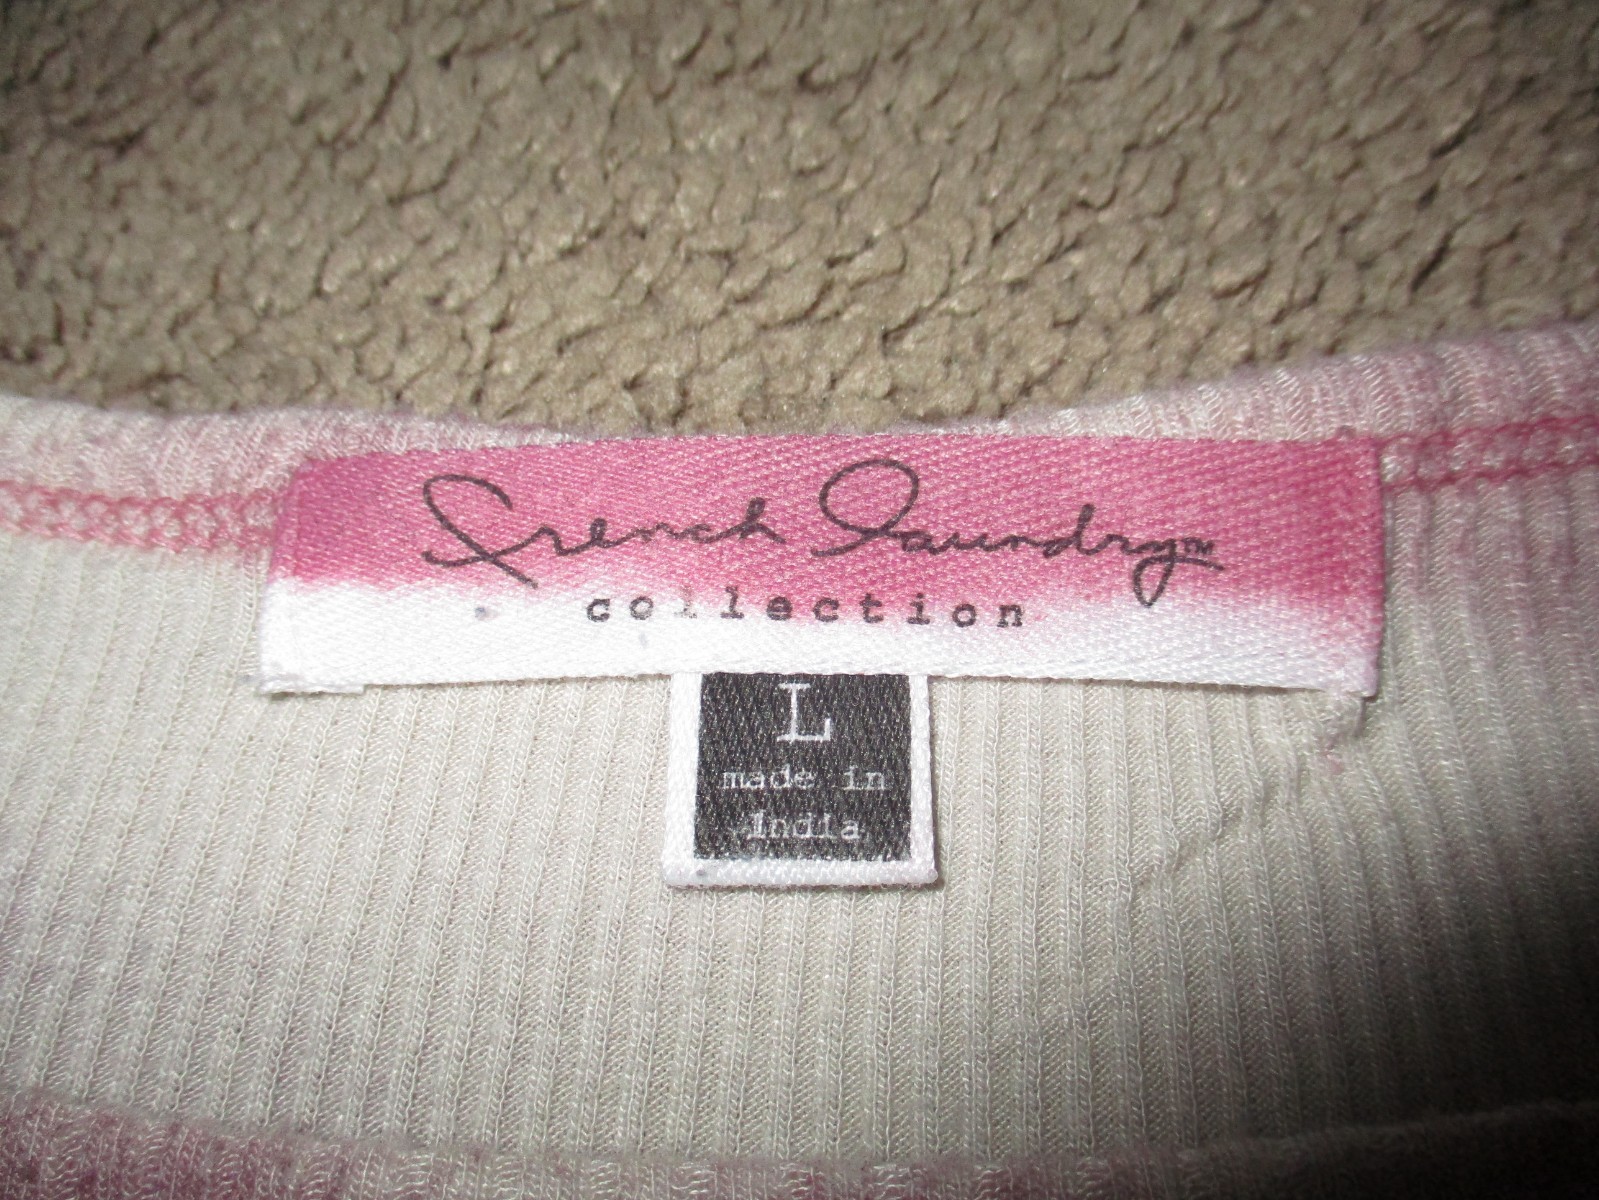 French Laundry™
collection
L
made in
India